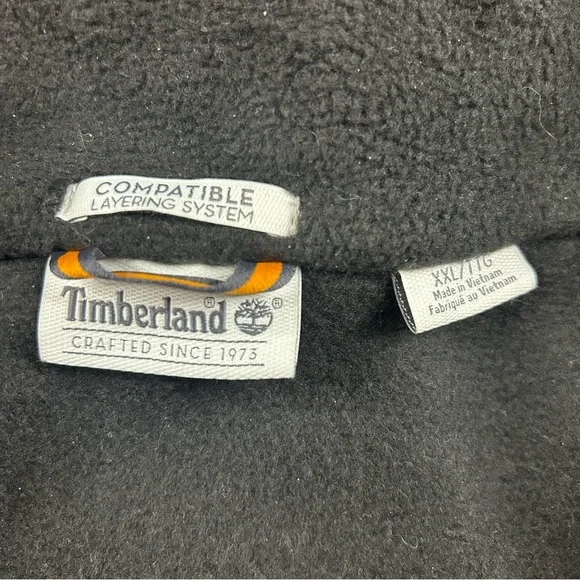 COMPATIBLE
LAYERING SYSTEM
Timberland® ®
CRAFTED SINCE 1973
XXL/TTG
Made in Vietnam
Fabriqué au Vietnam